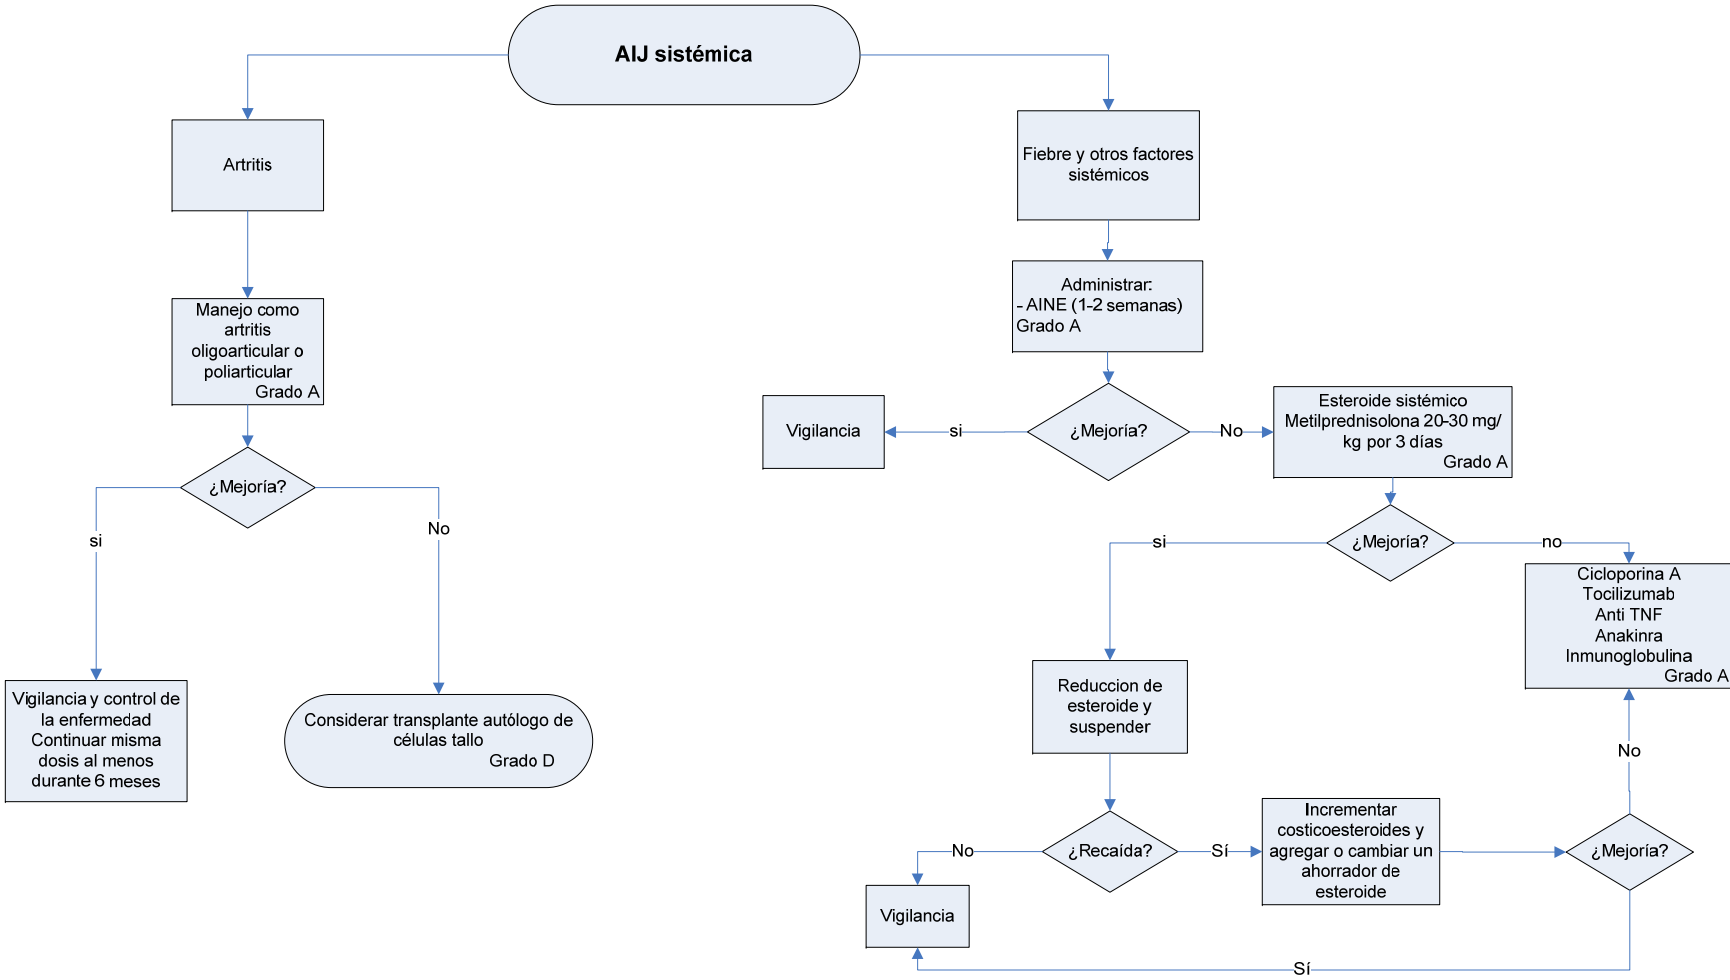 AIJ sistémica
Artritis
Fiebre y otros factores
sistémicos
Administrar:
- AINE (1-2 semanas)
Grado A
Manejo como
artritis
oligoarticular o
poliarticular
Grado A
¿Mejoría?
si
No
Vigilancia y control de
la enfermedad
Continuar misma
dosis al menos
durante 6 meses
Considerar transplante autólogo de
células tallo
Grado D
Vigilancia
si
¿Mejoría?
No
Esteroide sistémico
Metilprednisolona 20-30 mg/
kg por 3 días
Grado A
si
¿Mejoría?
no
Cicloporina A
Tocilizumab
Anti TNF
Anakinra
Inmunoglobulina
Grado A
Reduccion de
esteroide y
suspender
No
¿Recaída?
Sí
Incrementar
costicoesteroides y
agregar o cambiar un
ahorrador de
esteroide
¿Mejoría?
No
Vigilancia
Sí